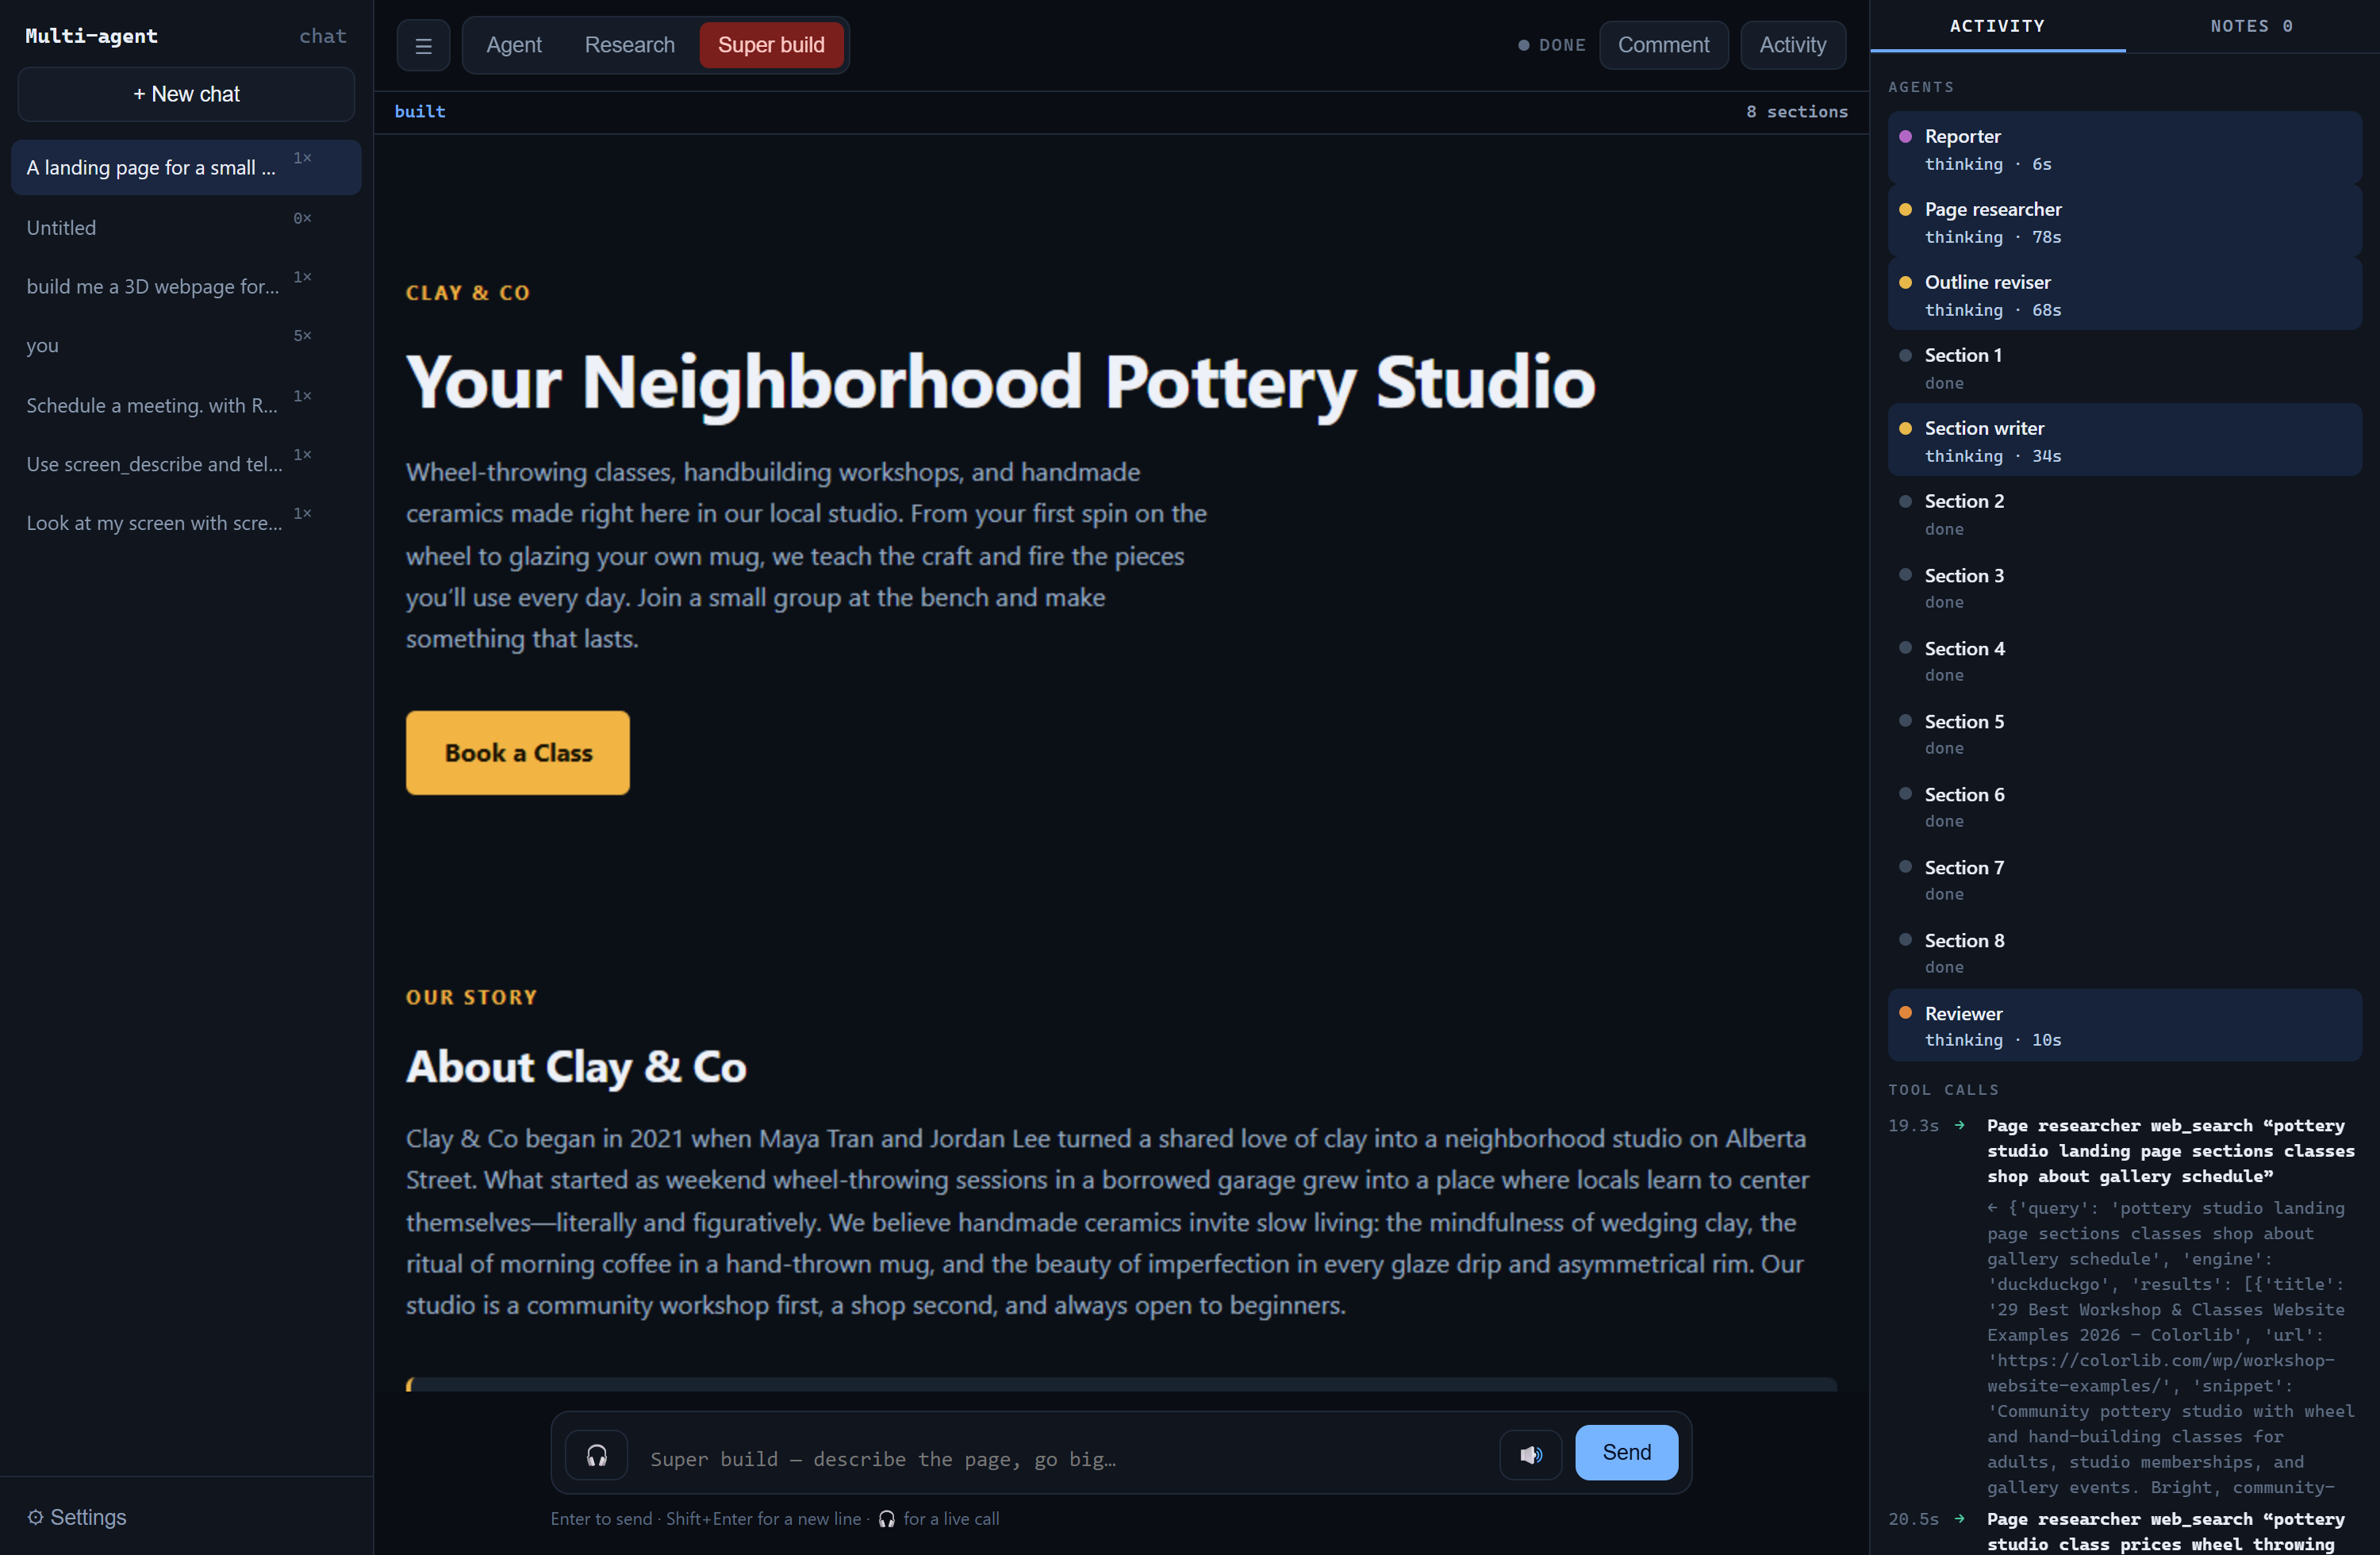 Multi-agent chat
+ New chat
A landing page for a small ... 1×
Untitled 0×
build me a 3D webpage for... 1×
you 5×
Schedule a meeting. with R... 1×
Use screen_describe and tel... 1×
Look at my screen with scre... 1×
⚙ Settings
☰ Agent Research Super build
DONE Comment Activity
built 8 sections
CLAY & CO
Your Neighborhood Pottery Studio
Wheel-throwing classes, handbuilding workshops, and handmade
ceramics made right here in our local studio. From your first spin on the
wheel to glazing your own mug, we teach the craft and fire the pieces
you'll use every day. Join a small group at the bench and make
something that lasts.
Book a Class
OUR STORY
About Clay & Co
Clay & Co began in 2021 when Maya Tran and Jordan Lee turned a shared love of clay into a neighborhood studio on Alberta
Street. What started as weekend wheel-throwing sessions in a borrowed garage grew into a place where locals learn to center
themselves—literally and figuratively. We believe handmade ceramics invite slow living: the mindfulness of wedging clay, the
ritual of morning coffee in a hand-thrown mug, and the beauty of imperfection in every glaze drip and asymmetrical rim. Our
studio is a community workshop first, a shop second, and always open to beginners.
Super build — describe the page, go big…
Send
Enter to send · Shift+Enter for a new line · 🎧 for a live call
ACTIVITY NOTES 0
AGENTS
Reporter
thinking · 6s
Page researcher
thinking · 78s
Outline reviser
thinking · 68s
Section 1
done
Section writer
thinking · 34s
Section 2
done
Section 3
done
Section 4
done
Section 5
done
Section 6
done
Section 7
done
Section 8
done
Reviewer
thinking · 10s
TOOL CALLS
19.3s → Page researcher web_search “pottery
studio landing page sections classes
shop about gallery schedule”
← {'query': 'pottery studio landing
page sections classes shop about
gallery schedule', 'engine':
'duckduckgo', 'results': [{'title':
'29 Best Workshop & Classes Website
Examples 2026 - Colorlib', 'url':
'https://colorlib.com/wp/workshop-
website-examples/', 'snippet':
'Community pottery studio with wheel
and hand-building classes for
adults, studio memberships, and
gallery events. Bright, community-
20.5s → Page researcher web_search “pottery
studio class prices wheel throwing